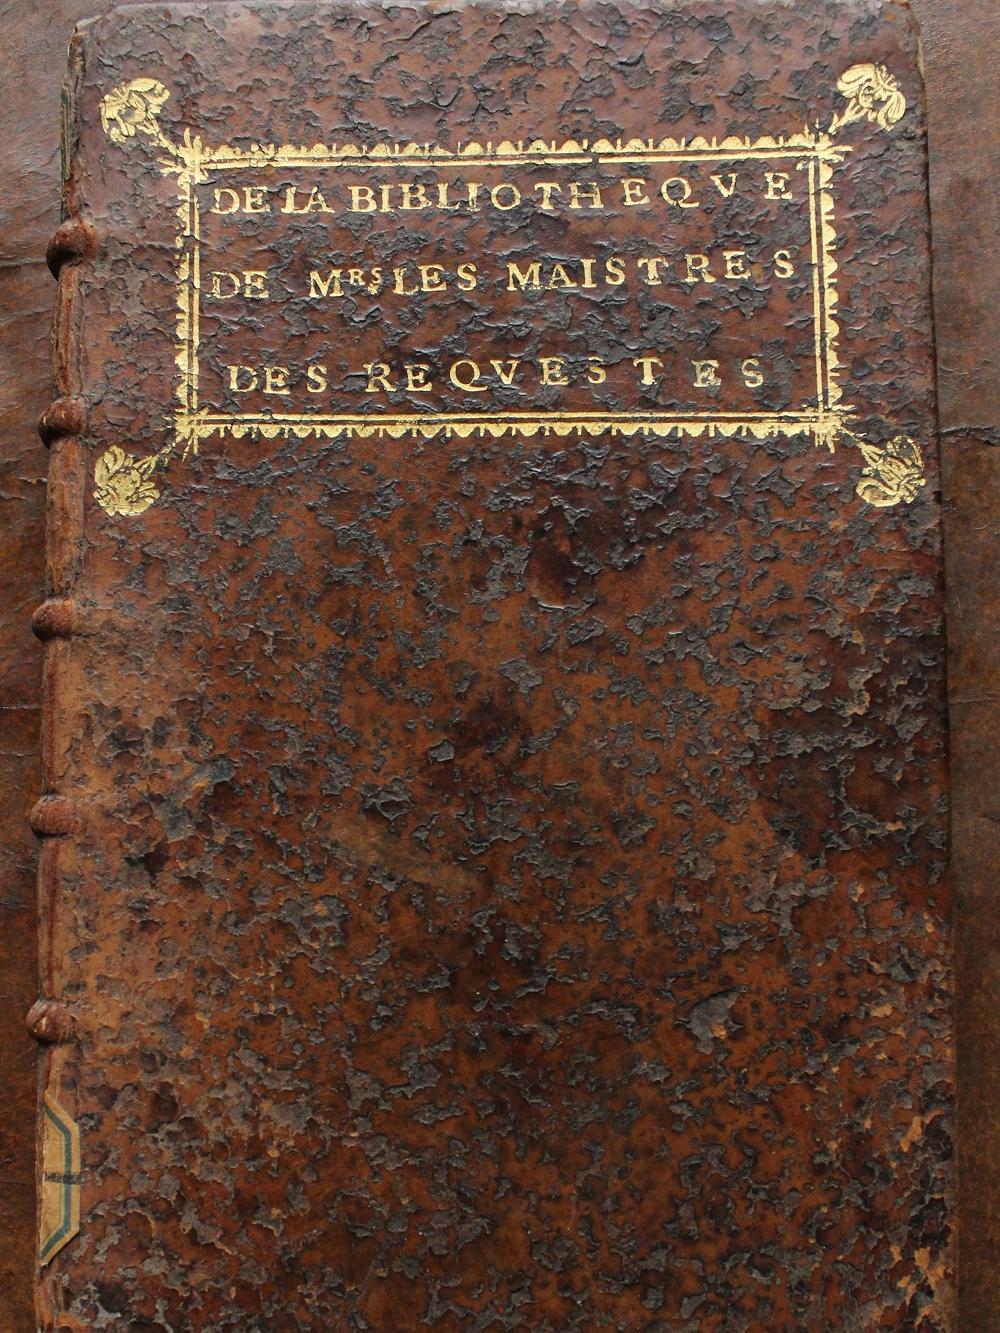 DE LA BIBLIOTHEQVE
DE MRS LES MAISTRES
DES REQVESTES